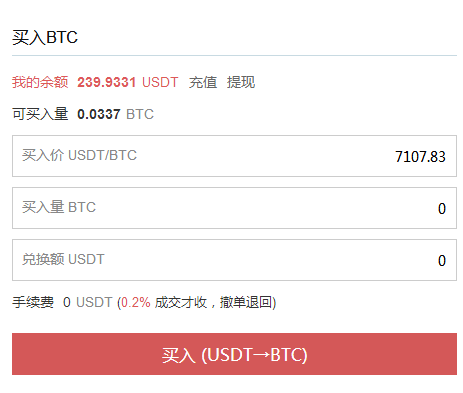 买入BTC
我的余额 239.9331 USDT 充值 提现
可买入量 0.0337 BTC
买入价 USDT/BTC 7107.83
买入量 BTC 0
兑换额 USDT 0
手续费 0 USDT (0.2% 成交才收，撤单退回)
买入 (USDT→BTC)